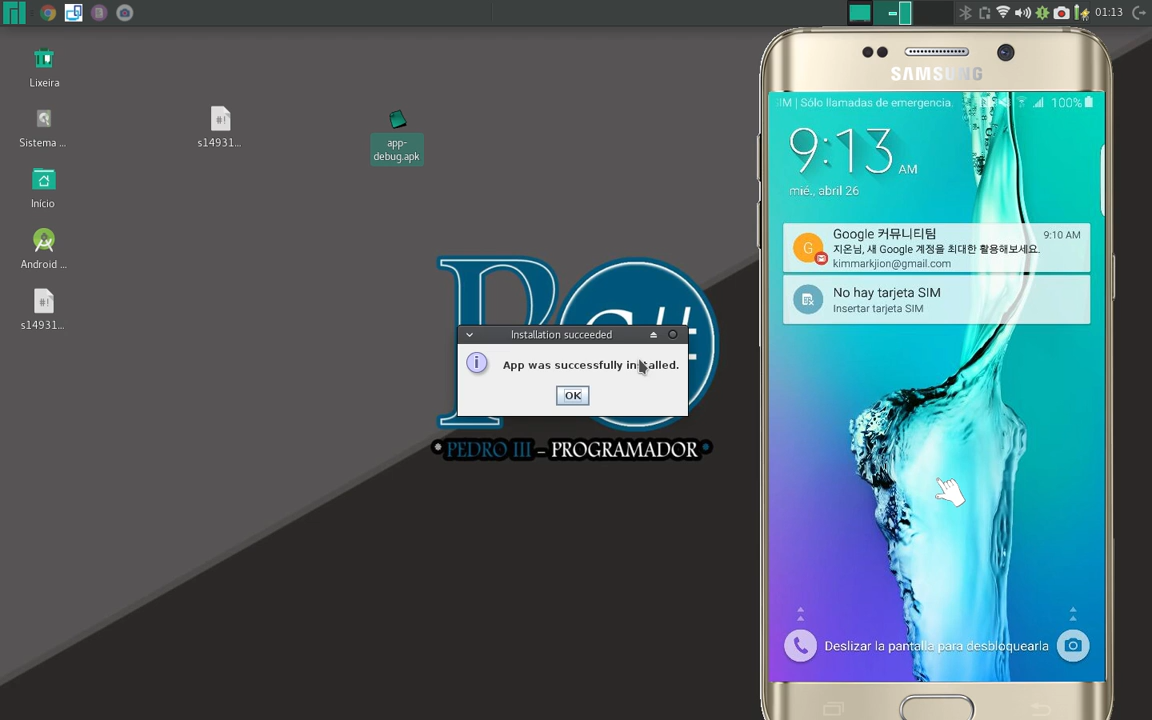 01:13
Lixeira
Sistema ...
Início
Android ...
s14931...
s14931...
app-
debug.apk
Installation succeeded
App was successfully installed.
OK
PEDRO III – PROGRAMADOR
SAMSUNG
SIM | Sólo llamadas de emergencia.
100%
9:13 AM
mié., abril 26
Google 커뮤니티팀
9:10 AM
지온님, 새 Google 계정을 최대한 활용해보세요.
kimmarkjion@gmail.com
No hay tarjeta SIM
Insertar tarjeta SIM
Deslizar la pantalla para desbloquearla